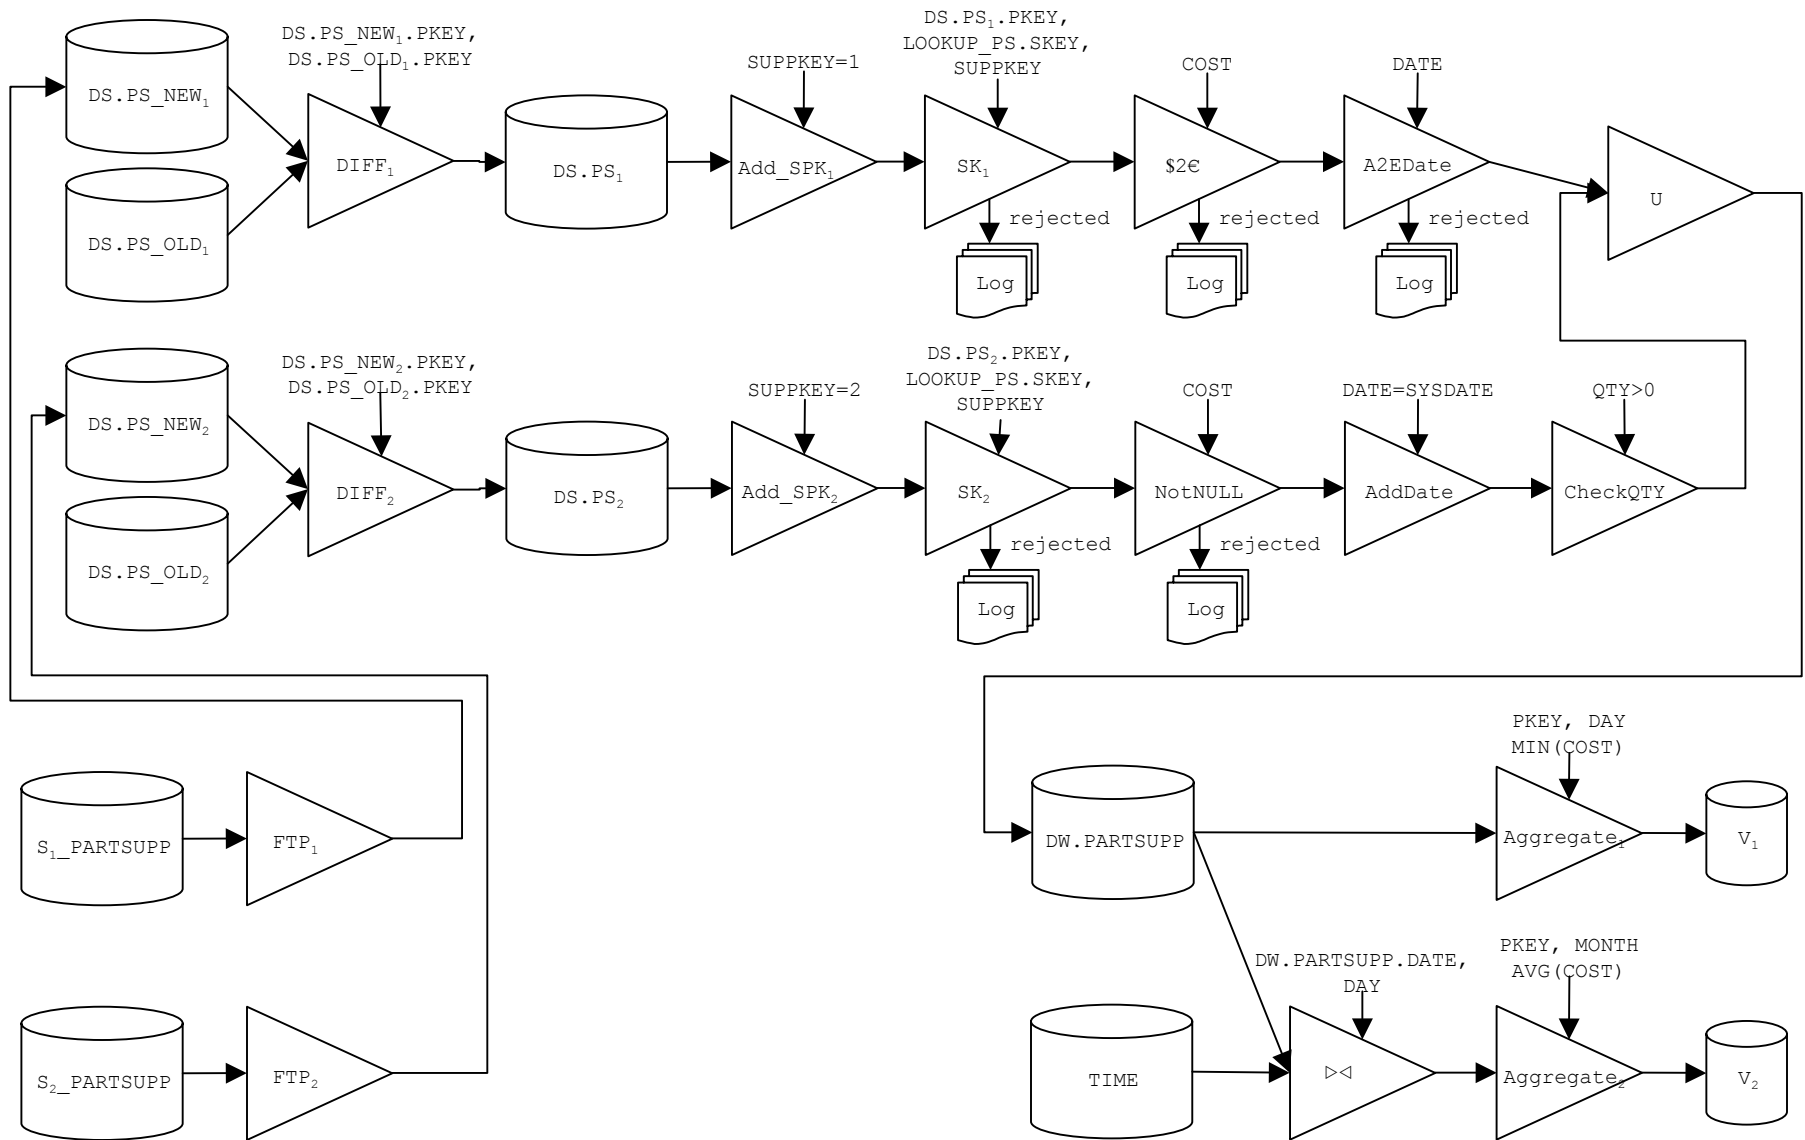 DS.PS_NEW₁.PKEY,
DS.PS_OLD₁.PKEY
DS.PS₁.PKEY,
LOOKUP_PS.SKEY,
SUPPKEY
SUPPKEY=1
COST
DATE
DS.PS_NEW₁
DS.PS_OLD₁
DIFF₁
DS.PS₁
Add_SPK₁
SK₁
$2€
A2EDate
U
rejected
rejected
rejected
Log
Log
Log
DS.PS_NEW₂.PKEY,
DS.PS_OLD₂.PKEY
DS.PS₂.PKEY,
LOOKUP_PS.SKEY,
SUPPKEY
SUPPKEY=2
COST
DATE=SYSDATE
QTY>0
DS.PS_NEW₂
DS.PS_OLD₂
DIFF₂
DS.PS₂
Add_SPK₂
SK₂
NotNULL
AddDate
CheckQTY
rejected
rejected
Log
Log
PKEY, DAY
MIN(COST)
S₁_PARTSUPP
FTP₁
DW.PARTSUPP
Aggregate₁
V₁
DW.PARTSUPP.DATE,
DAY
PKEY, MONTH
AVG(COST)
S₂_PARTSUPP
FTP₂
TIME
▷◁
Aggregate₂
V₂